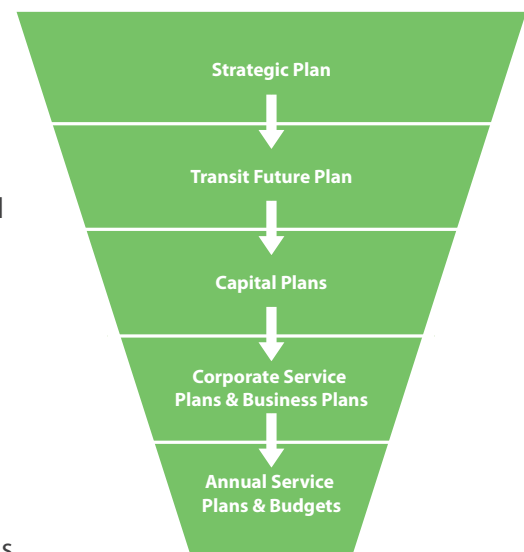 Strategic Plan
Transit Future Plan
Capital Plans
Corporate Service
Plans & Business Plans
Annual Service
Plans & Budgets
s